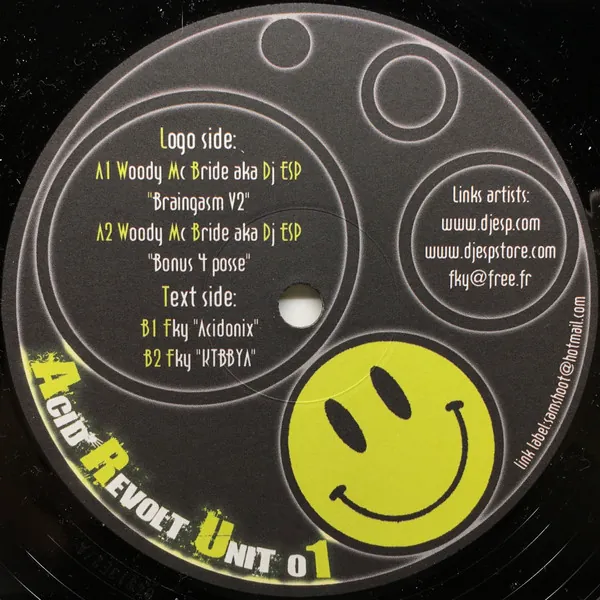 Logo side:
A1 Woody Mc Bride aka Dj ESP
"Braingasm V2"
A2 Woody Mc Bride aka Dj ESP
"Bonus 4 posse"
Text side:
B1 Fky "Acidonix"
B2 Fky "KTBBYA"
Links artists:
www.djesp.com
www.djespstore.com
fky@free.fr
link label:samshoot@hotmail.com
Acid Revolt Unit 01